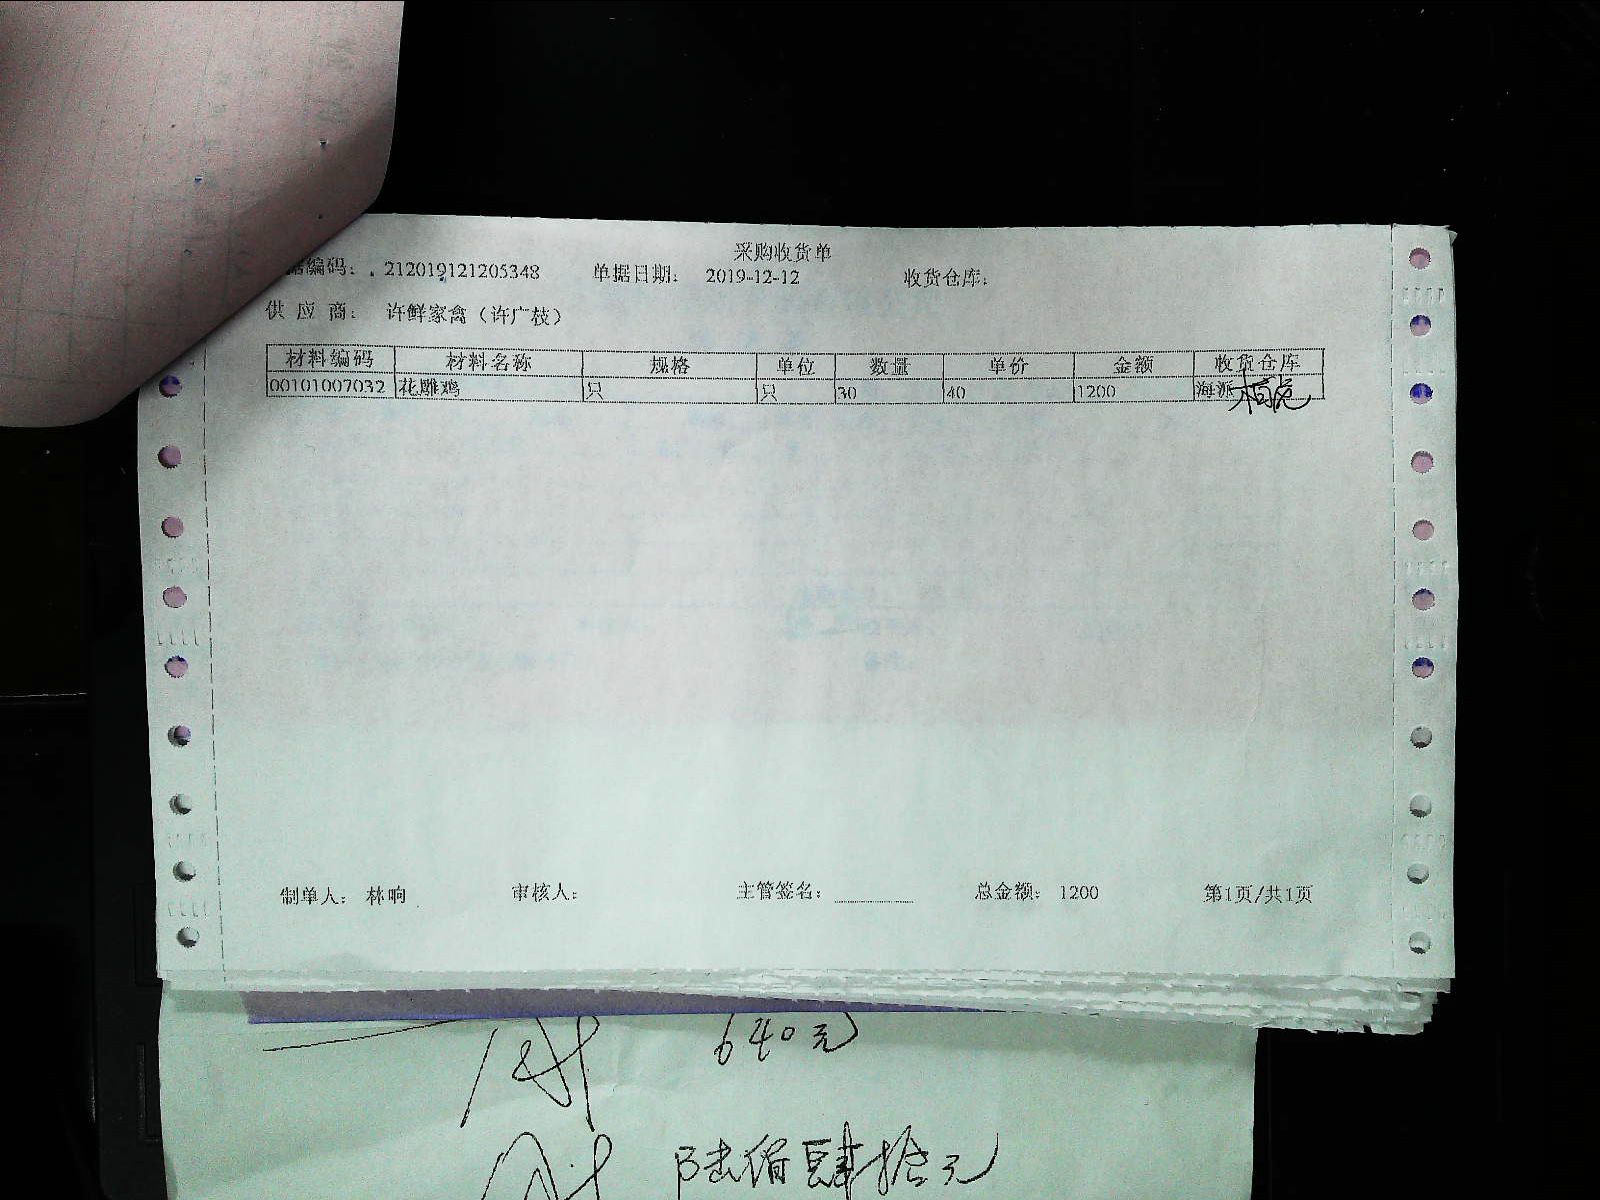 采购收货单
据编码：212019121205348 单据日期： 2019-12-12 收货仓库：
供应商： 许鲜家禽（许广枝）
材料编码 材料名称 规格 单位 数量 单价 金额 收货仓库
00101007032 花雕鸡 只 只 30 40 1200 海派
制单人： 林响 审核人： 主管签名： 总金额： 1200 第1页/共1页
640元
陆佰肆拾元